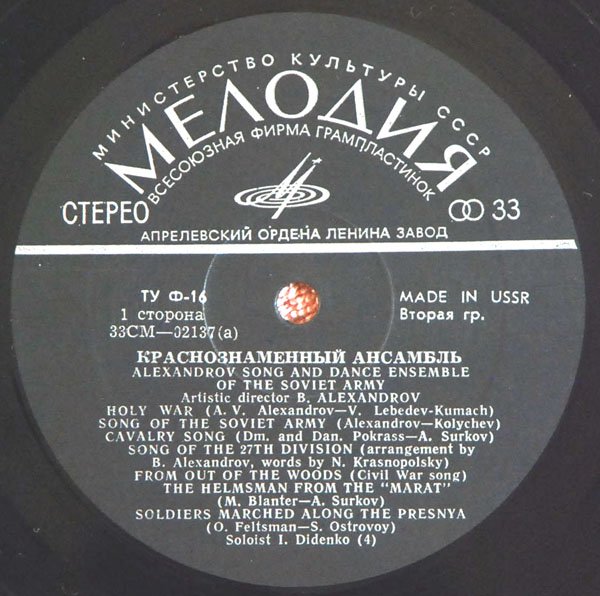 МИНИСТЕРСТВО КУЛЬТУРЫ СССР
МЕЛОДИЯ
ВСЕСОЮЗНАЯ ФИРМА ГРАМПЛАСТИНОК
СТЕРЕО 33
АПРЕЛЕВСКИЙ ОРДЕНА ЛЕНИНА ЗАВОД
ТУ Ф-16 MADE IN USSR
1 сторона Вторая гр.
33СМ—02137(а)
КРАСНОЗНАМЕННЫЙ АНСАМБЛЬ
ALEXANDROV SONG AND DANCE ENSEMBLE
OF THE SOVIET ARMY
Artistic director B. ALEXANDROV
HOLY WAR (A. V. Alexandrov—V. Lebedev-Kumach)
SONG OF THE SOVIET ARMY (Alexandrov—Kolychev)
CAVALRY SONG (Dm. and Dan. Pokrass—A. Surkov)
SONG OF THE 27TH DIVISION (arrangement by
B. Alexandrov, words by N. Krasnopolsky)
FROM OUT OF THE WOODS (Civil War song)
THE HELMSMAN FROM THE "MARAT"
(M. Blanter—A. Surkov)
SOLDIERS MARCHED ALONG THE PRESNYA
(O. Feltsman—S. Ostrovoy)
Soloist I. Didenko (4)